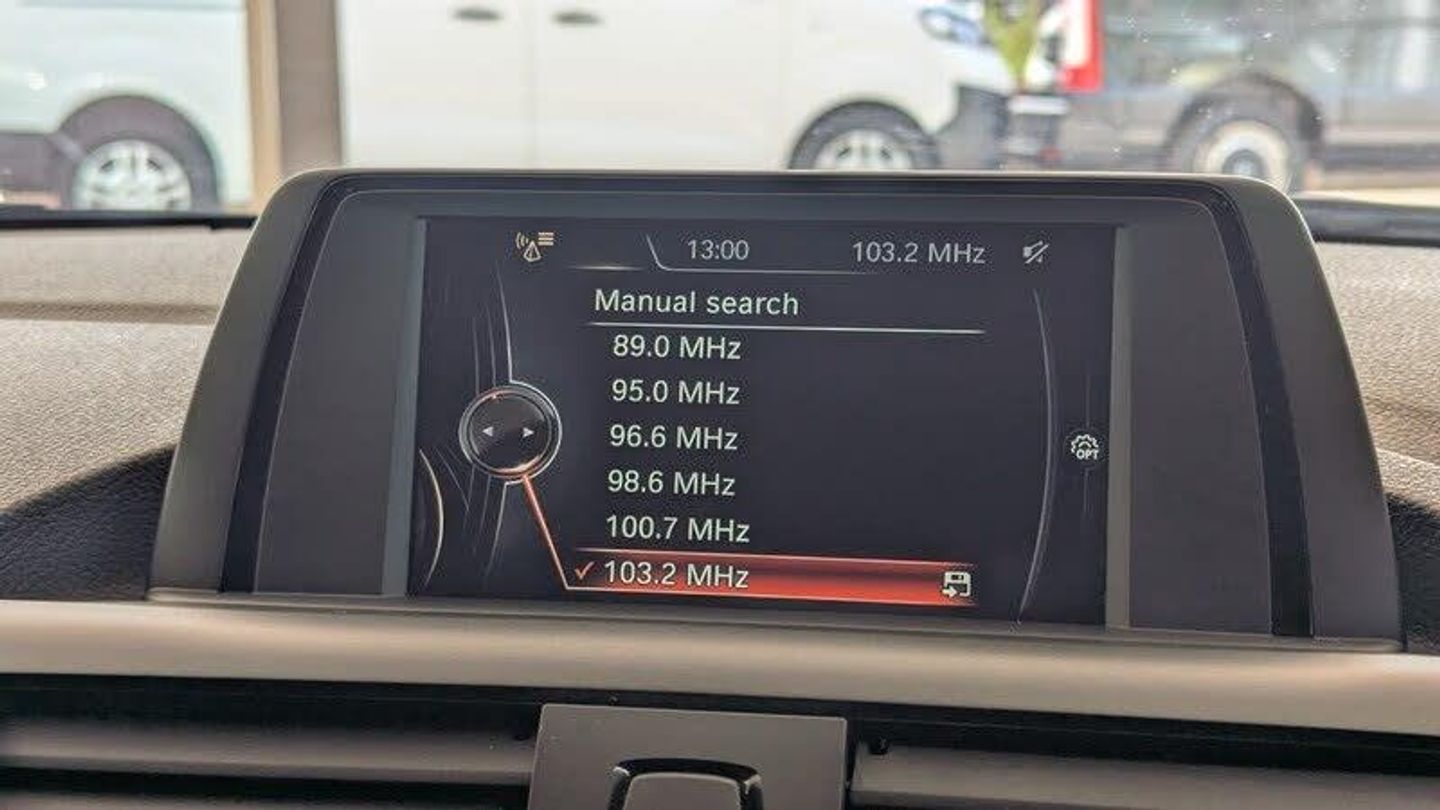 13:00 103.2 MHz
Manual search
89.0 MHz
95.0 MHz
96.6 MHz
98.6 MHz
100.7 MHz
OPT
103.2 MHz